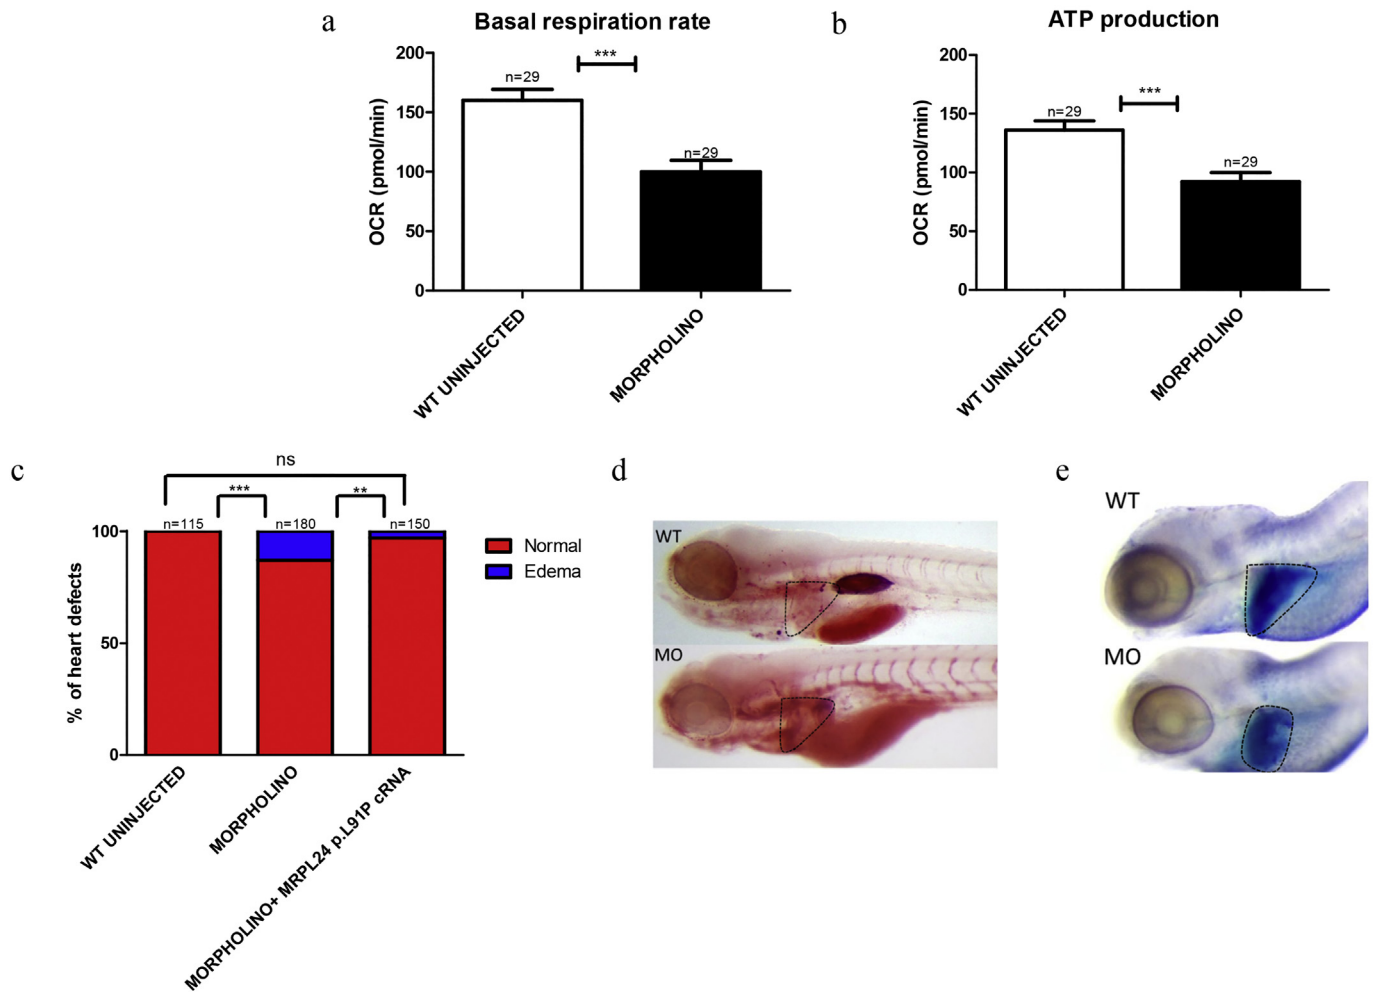 a
Basal respiration rate
OCR (pmol/min)
200
150
100
50
0
n=29
***
n=29
WT UNINJECTED
MORPHOLINO
b
ATP production
OCR (pmol/min)
200
150
100
50
0
n=29
***
n=29
WT UNINJECTED
MORPHOLINO
c
ns
***
**
% of heart defects
100
50
0
n=115
n=180
n=150
Normal
Edema
WT UNINJECTED
MORPHOLINO
MORPHOLINO+ MRPL24 p.L91P cRNA
d
WT
MO
e
WT
MO